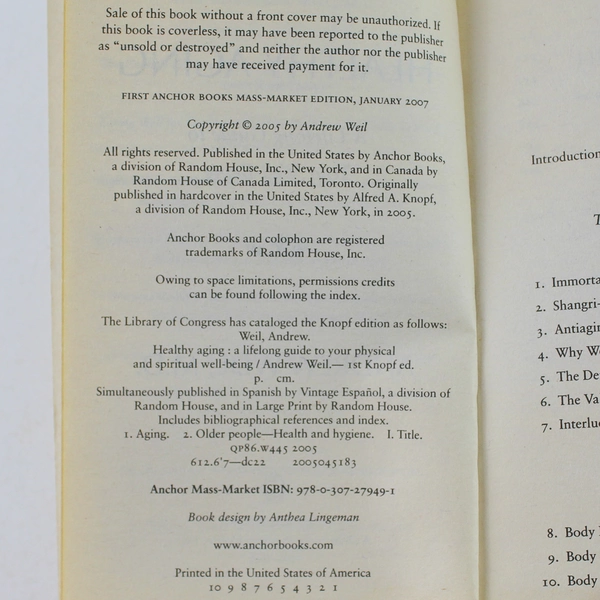 Sale of this book without a front cover may be unauthorized. If
this book is coverless, it may have been reported to the publisher
as "unsold or destroyed" and neither the author nor the publisher
may have received payment for it.
FIRST ANCHOR BOOKS MASS-MARKET EDITION, JANUARY 2007
Copyright © 2005 by Andrew Weil
All rights reserved. Published in the United States by Anchor Books,
a division of Random House, Inc., New York, and in Canada by
Random House of Canada Limited, Toronto. Originally
published in hardcover in the United States by Alfred A. Knopf,
a division of Random House, Inc., New York, in 2005.
Anchor Books and colophon are registered
trademarks of Random House, Inc.
Owing to space limitations, permissions credits
can be found following the index.
The Library of Congress has cataloged the Knopf edition as follows:
Weil, Andrew.
Healthy aging : a lifelong guide to your physical
and spiritual well-being / Andrew Weil.— 1st Knopf ed.
p. cm.
Simultaneously published in Spanish by Vintage Español, a division of
Random House, and in Large Print by Random House.
Includes bibliographical references and index.
1. Aging. 2. Older people—Health and hygiene. I. Title.
QP86.W445 2005
612.6'7—dc22 2005045183
Anchor Mass-Market ISBN: 978-0-307-27949-1
Book design by Anthea Lingeman
www.anchorbooks.com
Printed in the United States of America
10 9 8 7 6 5 4 3 2 1
Introduction
1. Immorta
2. Shangri-
3. Antiagin
4. Why W
5. The De
6. The Va
7. Interlu
8. Body
9. Body
10. Body